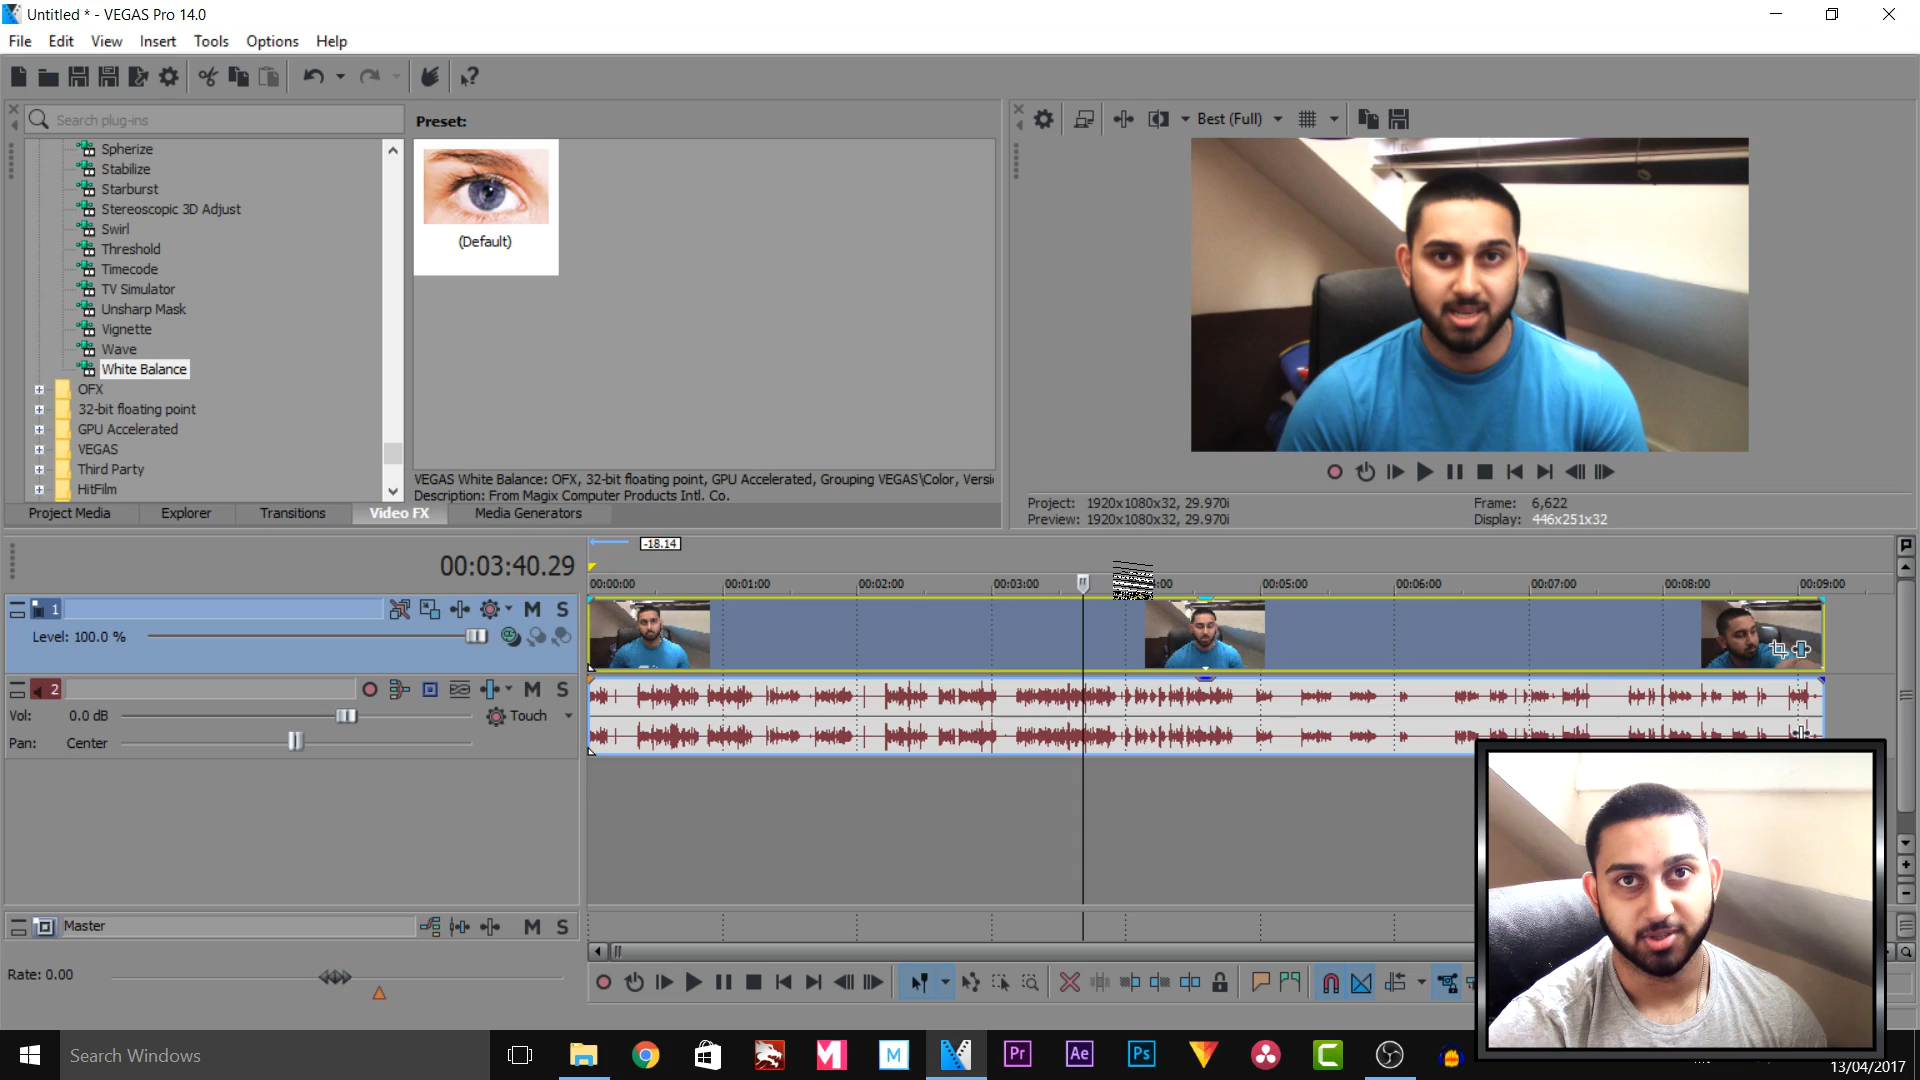 Untitled * - VEGAS Pro 14.0
File Edit View Insert Tools Options Help
Search plug-ins
Preset:
Best (Full)
Spherize
Stabilize
Starburst
Stereoscopic 3D Adjust
Swirl
Threshold
Timecode
TV Simulator
Unsharp Mask
Vignette
Wave
White Balance
OFX
32-bit floating point
GPU Accelerated
VEGAS
Third Party
HitFilm
(Default)
VEGAS White Balance: OFX, 32-bit floating point, GPU Accelerated, Grouping VEGAS\Color, Versi
Description: From Magix Computer Products Intl. Co.
Project Media Explorer Transitions Video FX Media Generators
Project: 1920x1080x32, 29.970i
Frame: 6,622
Preview: 1920x1080x32, 29.970i
Display: 446x251x32
-18.14
00:03:40.29
00:00:00 00:01:00 00:02:00 00:03:00 :00 00:05:00 00:06:00 00:07:00 00:08:00 00:09:00
1 M S
Level: 100.0 %
2 M S
Vol: 0.0 dB Touch
Pan: Center
Master M S
Rate: 0.00
Search Windows
M M Pr Ae Ps C
13/04/2017